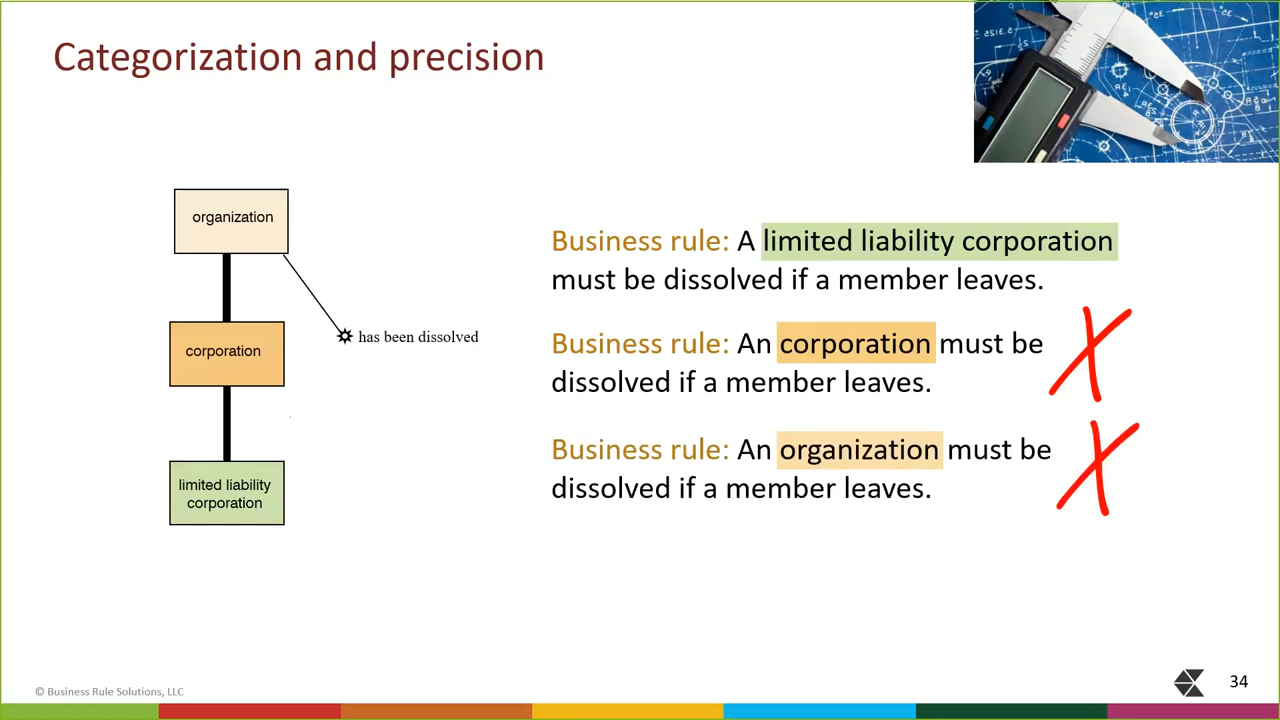 Categorization and precision
organization
has been dissolved
corporation
limited liability
corporation
Business rule: A limited liability corporation
must be dissolved if a member leaves.
Business rule: An corporation must be
dissolved if a member leaves.
Business rule: An organization must be
dissolved if a member leaves.
© Business Rule Solutions, LLC
34